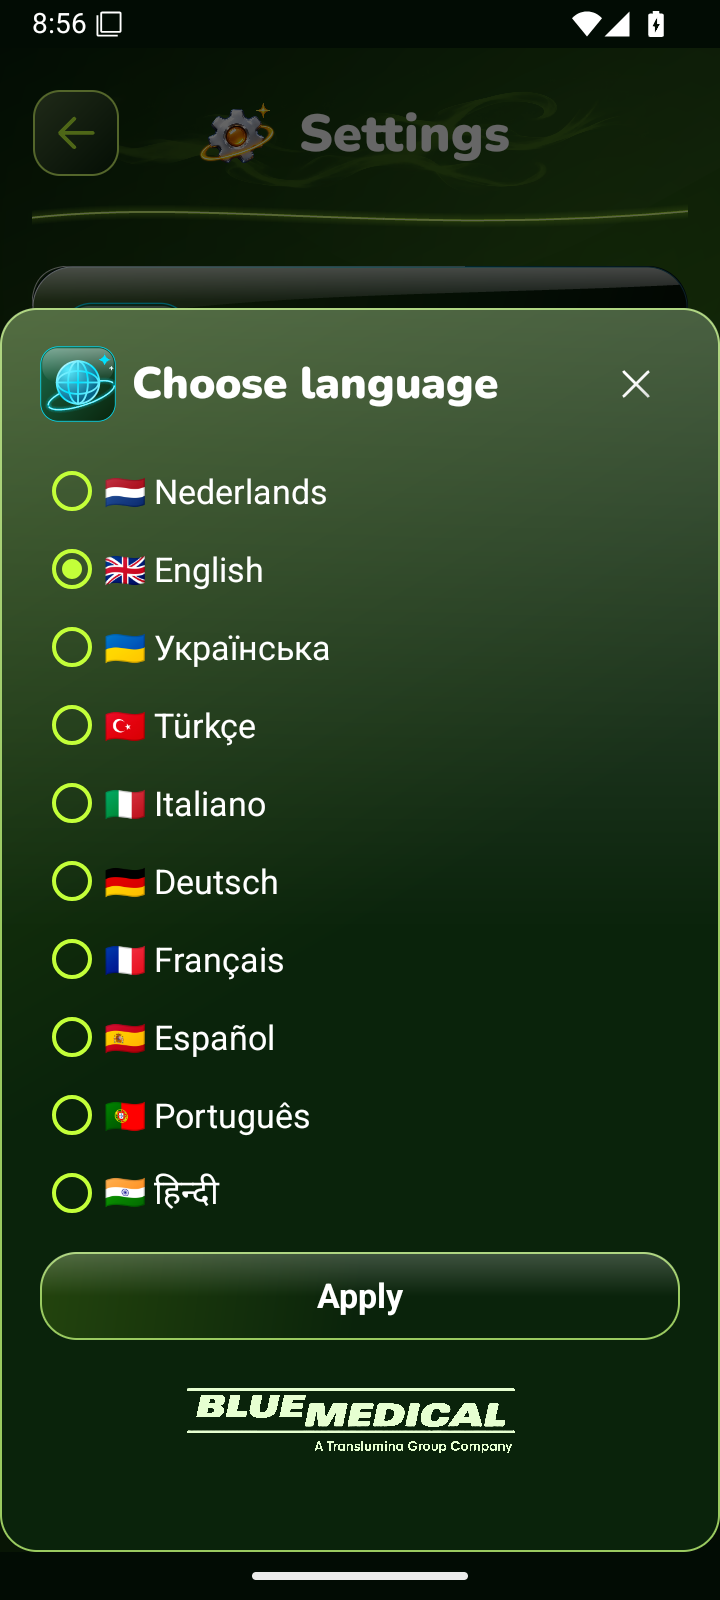 8:56
Settings
Choose language
Nederlands
English
Українська
Türkçe
Italiano
Deutsch
Français
Español
Português
हिन्दी
Apply
BLUEMEDICAL
A Translumina Group Company